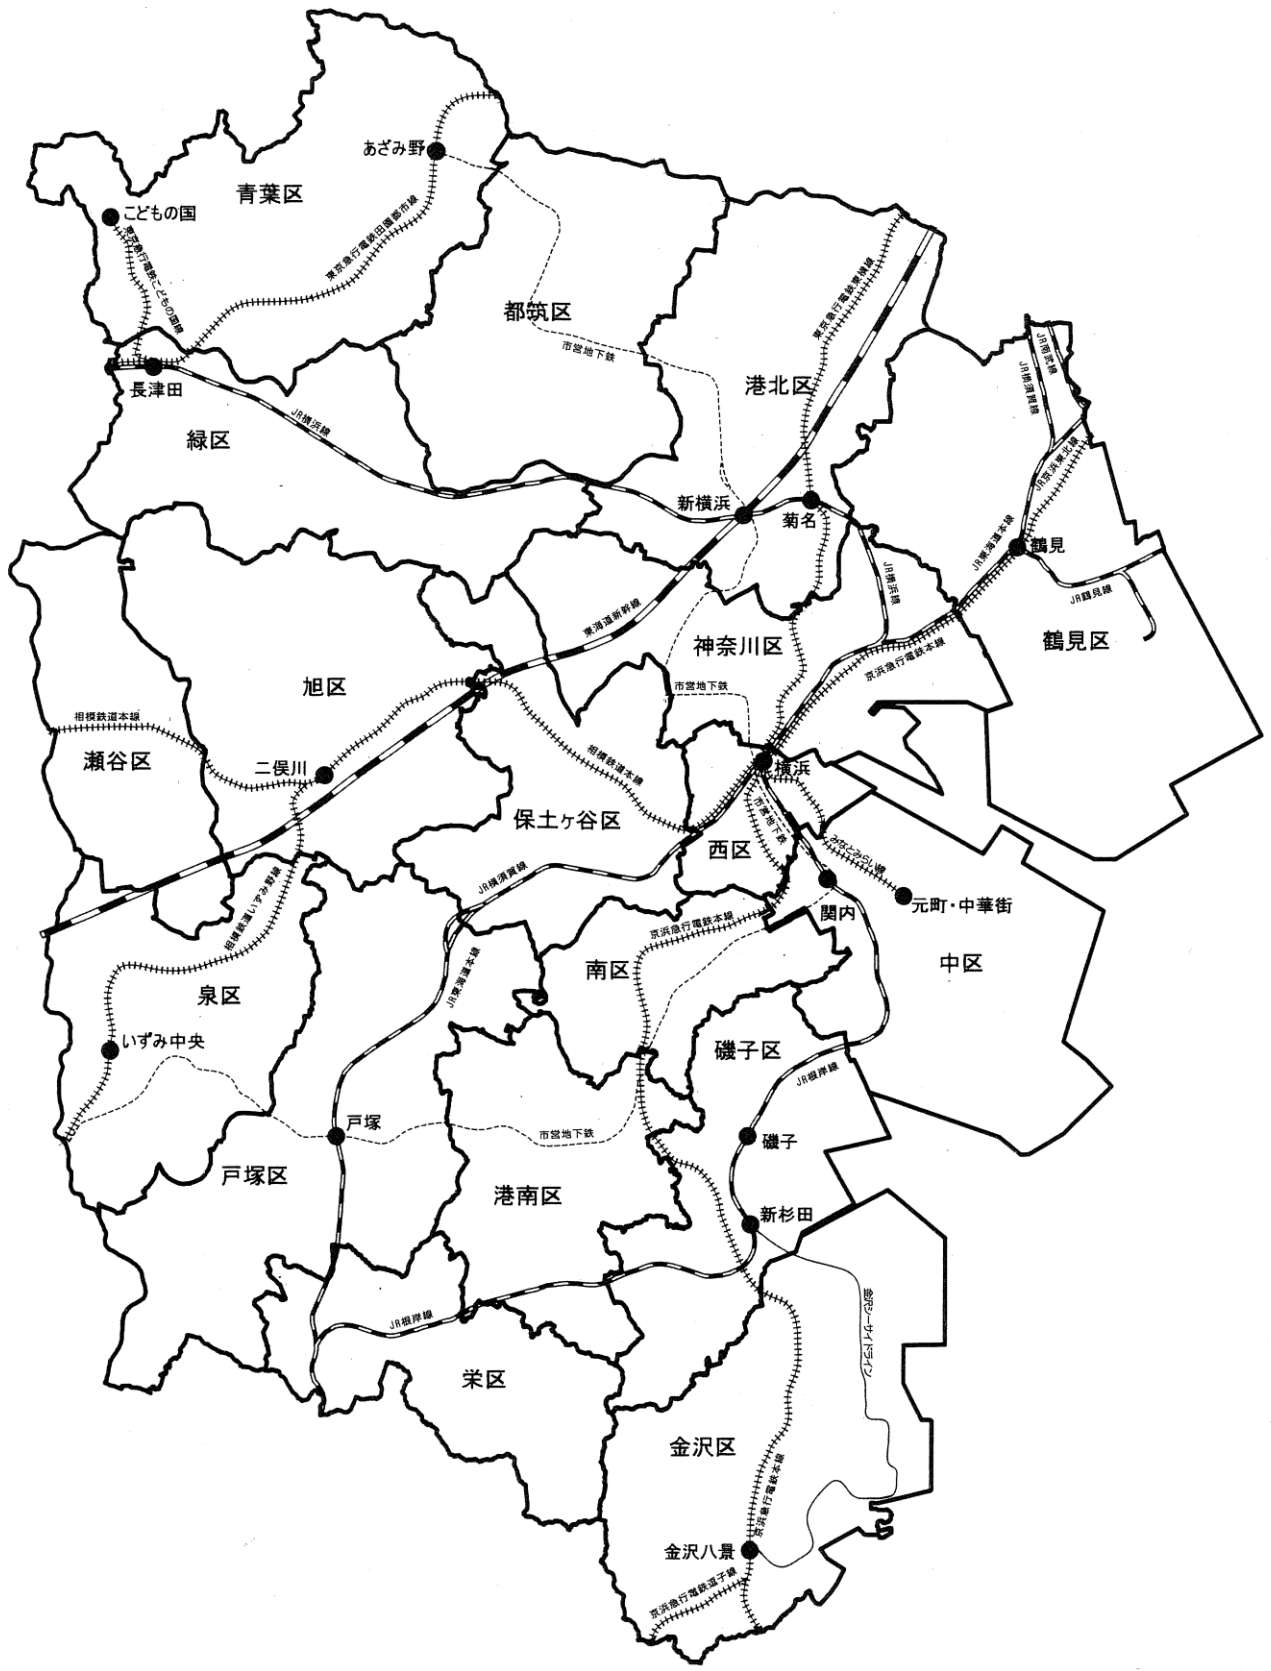 あざみ野
青葉区
こどもの国
東京急行電鉄こどもの国線
東京急行電鉄田園都市線
都筑区
市営地下鉄
東京急行電鉄東横線
港北区
JR南武線
JR横須賀線
長津田
JR横浜線
緑区
JR京浜東北線
新横浜
菊名
JR東海道本線
鶴見
JR横浜線
JR鶴見線
東海道新幹線
神奈川区
京浜急行電鉄本線
鶴見区
旭区
市営地下鉄
相模鉄道本線
瀬谷区
二俣川
相模鉄道本線
横浜
保土ヶ谷区
市営地下鉄
西区
みなとみらい線
JR横須賀線
相模鉄道いずみ野線
京浜急行電鉄本線
関内
元町・中華街
中区
南区
JR東海道本線
泉区
いずみ中央
磯子区
JR根岸線
戸塚
市営地下鉄
磯子
戸塚区
港南区
新杉田
金沢シーサイドライン
JR根岸線
栄区
金沢区
京浜急行電鉄本線
金沢八景
京浜急行電鉄逗子線